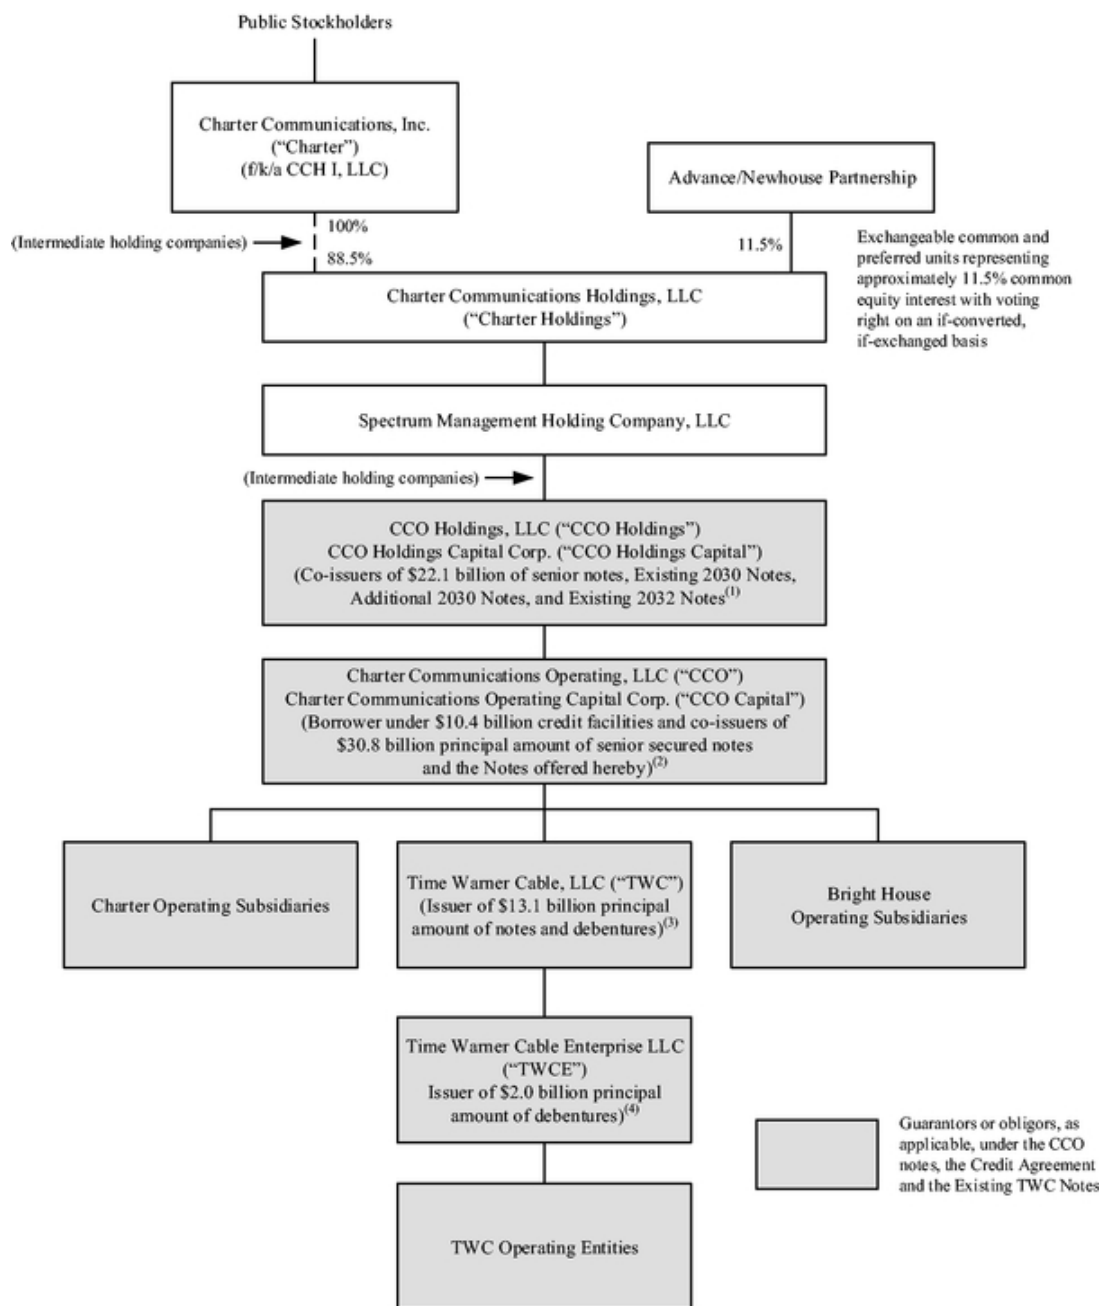 Public Stockholders
Charter Communications, Inc.
(“Charter”)
(f/k/a CCH I, LLC)
Advance/Newhouse Partnership
(Intermediate holding companies)
100%
88.5%
11.5%
Exchangeable common and
preferred units representing
approximately 11.5% common
equity interest with voting
right on an if-converted,
if-exchanged basis
Charter Communications Holdings, LLC
(“Charter Holdings”)
Spectrum Management Holding Company, LLC
(Intermediate holding companies)
CCO Holdings, LLC (“CCO Holdings”)
CCO Holdings Capital Corp. (“CCO Holdings Capital”)
(Co-issuers of $22.1 billion of senior notes, Existing 2030 Notes,
Additional 2030 Notes, and Existing 2032 Notes(1)
Charter Communications Operating, LLC (“CCO”)
Charter Communications Operating Capital Corp. (“CCO Capital”)
(Borrower under $10.4 billion credit facilities and co-issuers of
$30.8 billion principal amount of senior secured notes
and the Notes offered hereby)(2)
Charter Operating Subsidiaries
Time Warner Cable, LLC (“TWC”)
(Issuer of $13.1 billion principal
amount of notes and debentures)(3)
Bright House
Operating Subsidiaries
Time Warner Cable Enterprise LLC
(“TWCE”)
Issuer of $2.0 billion principal
amount of debentures)(4)
Guarantors or obligors, as
applicable, under the CCO
notes, the Credit Agreement
and the Existing TWC Notes
TWC Operating Entities